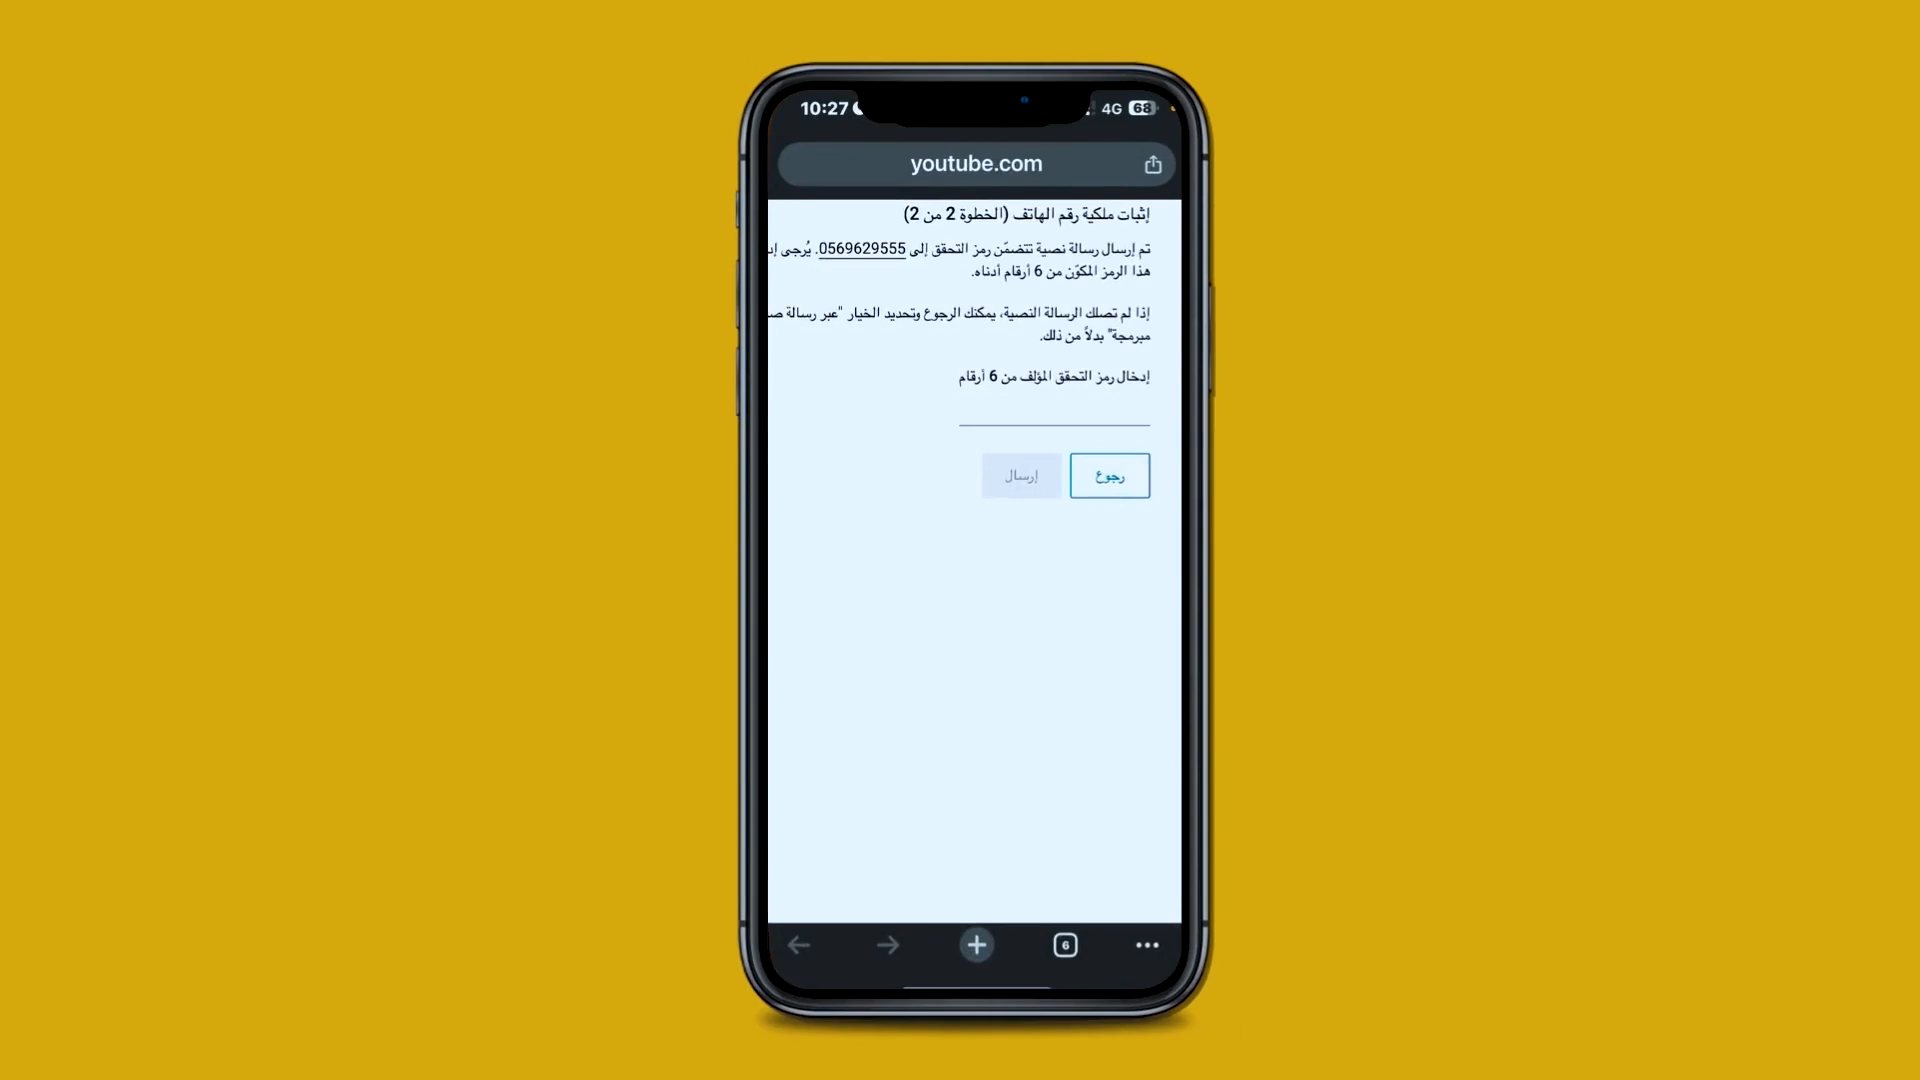 10:27
4G 68
youtube.com
إثبات ملكية رقم الهاتف (الخطوة 2 من 2)
تم إرسال رسالة نصية تتضمّن رمز التحقق إلى 0569629555. يُرجى
هذا الرمز المكوّن من 6 أرقام أدناه.
إذا لم تصلك الرسالة النصية، يمكنك الرجوع وتحديد الخيار "عبر رسالة
مبرمجة" بدلاً من ذلك.
إدخال رمز التحقق المؤلف من 6 أرقام
رجوع إرسال
6